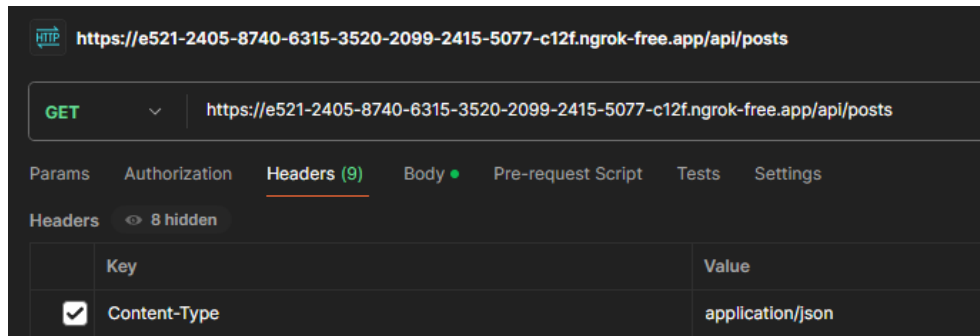 HTTP https://e521-2405-8740-6315-3520-2099-2415-5077-c12f.ngrok-free.app/api/posts
GET https://e521-2405-8740-6315-3520-2099-2415-5077-c12f.ngrok-free.app/api/posts
Params Authorization Headers (9) Body Pre-request Script Tests Settings
Headers 8 hidden
Key Value
Content-Type application/json